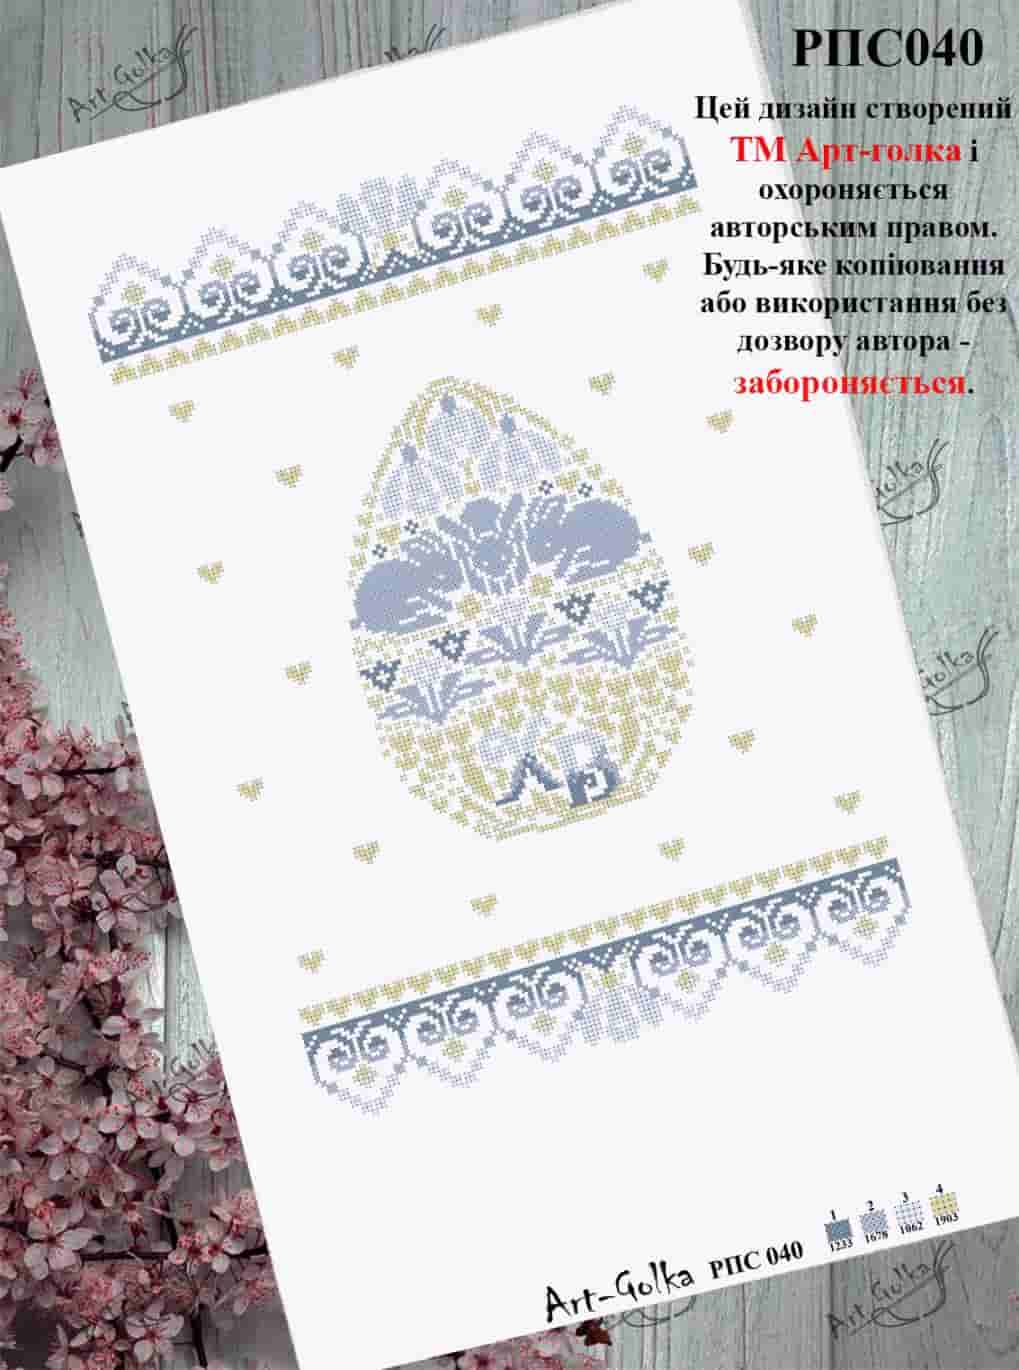 РПС040
Цей дизайн створений
ТМ Арт-голка і
охороняється
авторським правом.
Будь-яке копіювання
або використання без
дозволу автора -
забороняється.
Art-Golka
1 2 3 4
1233 1678 1062 1903
Art-Golka РПС 040